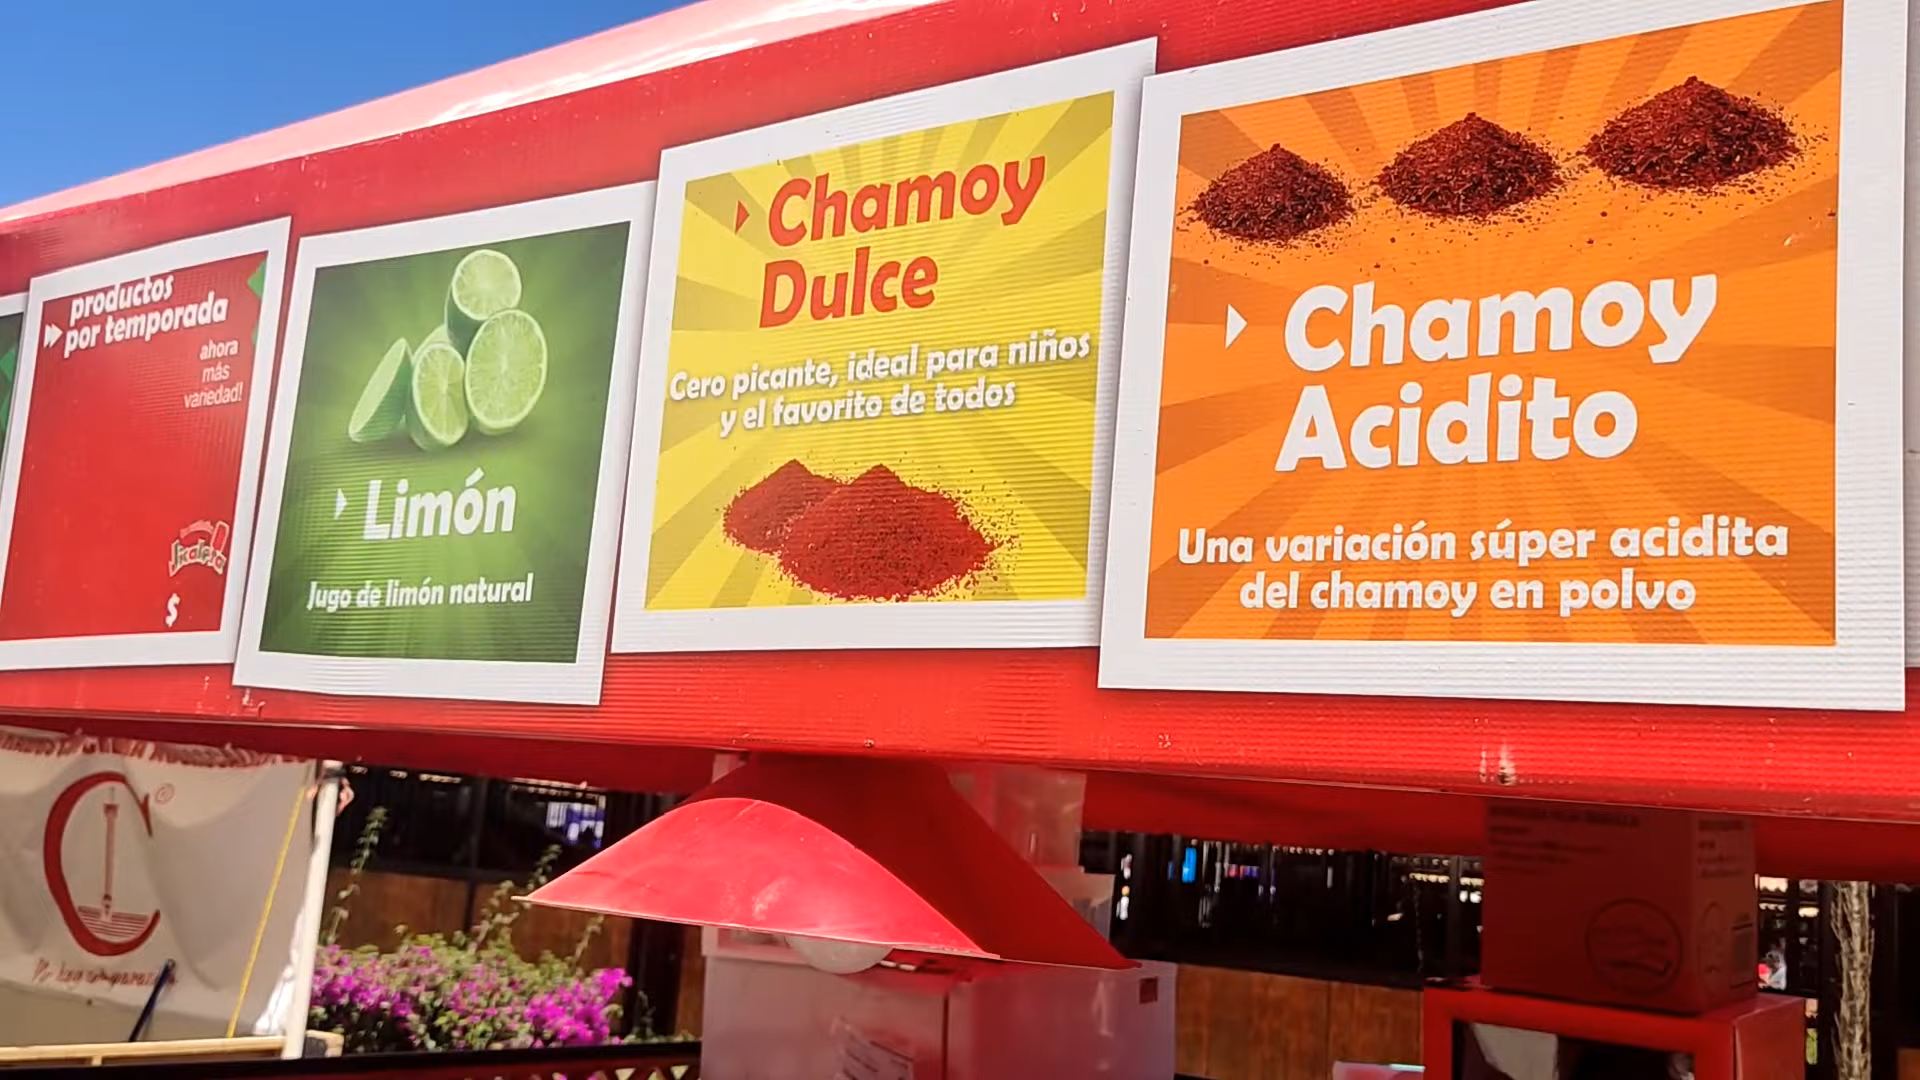 productos
por temporada
ahora
más
variedad!
$
Limón
Jugo de limón natural
Chamoy
Dulce
Cero picante, ideal para niños
y el favorito de todos
Chamoy
Acidito
Una variación súper acidita
del chamoy en polvo
C